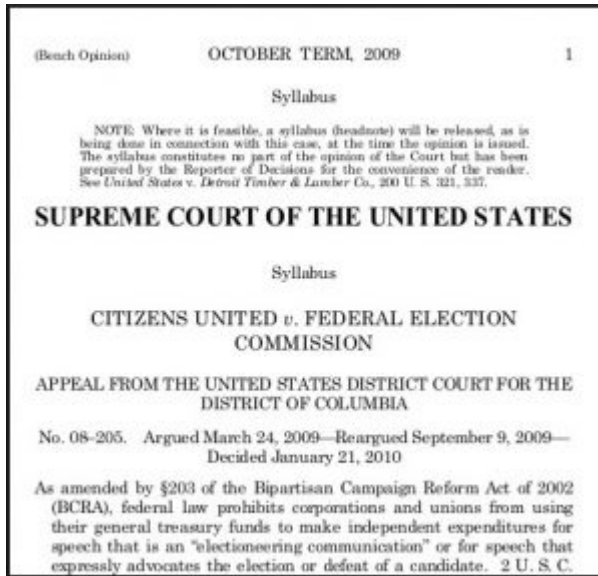 (Bench Opinion) OCTOBER TERM, 2009 1
Syllabus
NOTE: Where it is feasible, a syllabus (headnote) will be released, as is
being done in connection with this case, at the time the opinion is issued.
The syllabus constitutes no part of the opinion of the Court but has been
prepared by the Reporter of Decisions for the convenience of the reader.
See United States v. Detroit Timber & Lumber Co., 200 U. S. 321, 337.
SUPREME COURT OF THE UNITED STATES
Syllabus
CITIZENS UNITED v. FEDERAL ELECTION
COMMISSION
APPEAL FROM THE UNITED STATES DISTRICT COURT FOR THE
DISTRICT OF COLUMBIA
No. 08–205. Argued March 24, 2009—Reargued September 9, 2009—
Decided January 21, 2010
As amended by §203 of the Bipartisan Campaign Reform Act of 2002
(BCRA), federal law prohibits corporations and unions from using
their general treasury funds to make independent expenditures for
speech that is an “electioneering communication” or for speech that
expressly advocates the election or defeat of a candidate. 2 U. S. C.